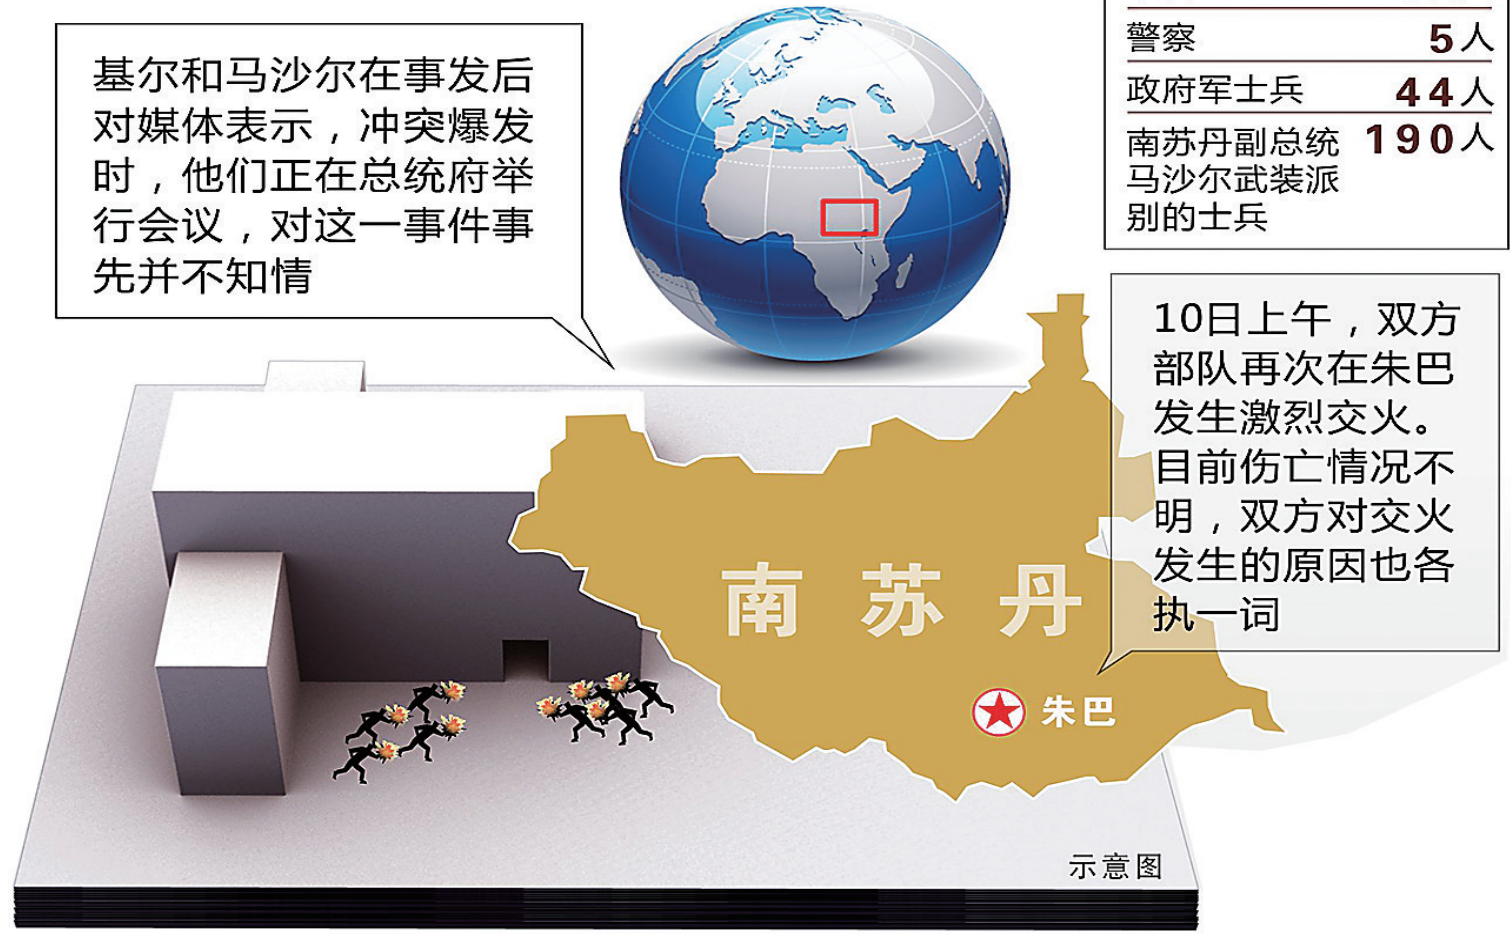 基尔和马沙尔在事发后
对媒体表示，冲突爆发
时，他们正在总统府举
行会议，对这一事件事
先并不知情
警察 5人
政府军士兵 44人
南苏丹副总统 190人
马沙尔武装派
别的士兵
10日上午，双方
部队再次在朱巴
发生激烈交火。
目前伤亡情况不
明，双方对交火
发生的原因也各
执一词
南苏丹
朱巴
示意图